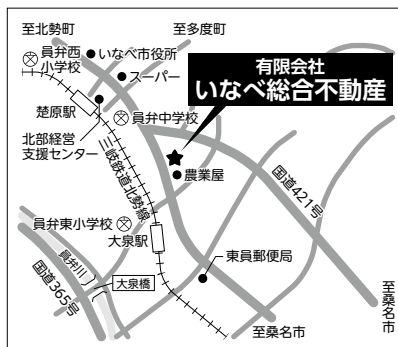 至北勢町
至多度町
員弁西
小学校
いなべ市役所
スーパー
有限会社
いなべ総合不動産
楚原駅
員弁中学校
北部経営
支援センター
三岐鉄道北勢線
農業屋
国道421号
員弁東小学校
大泉駅
員弁川
大泉橋
国道365号
東員郵便局
至桑名市
至桑名市